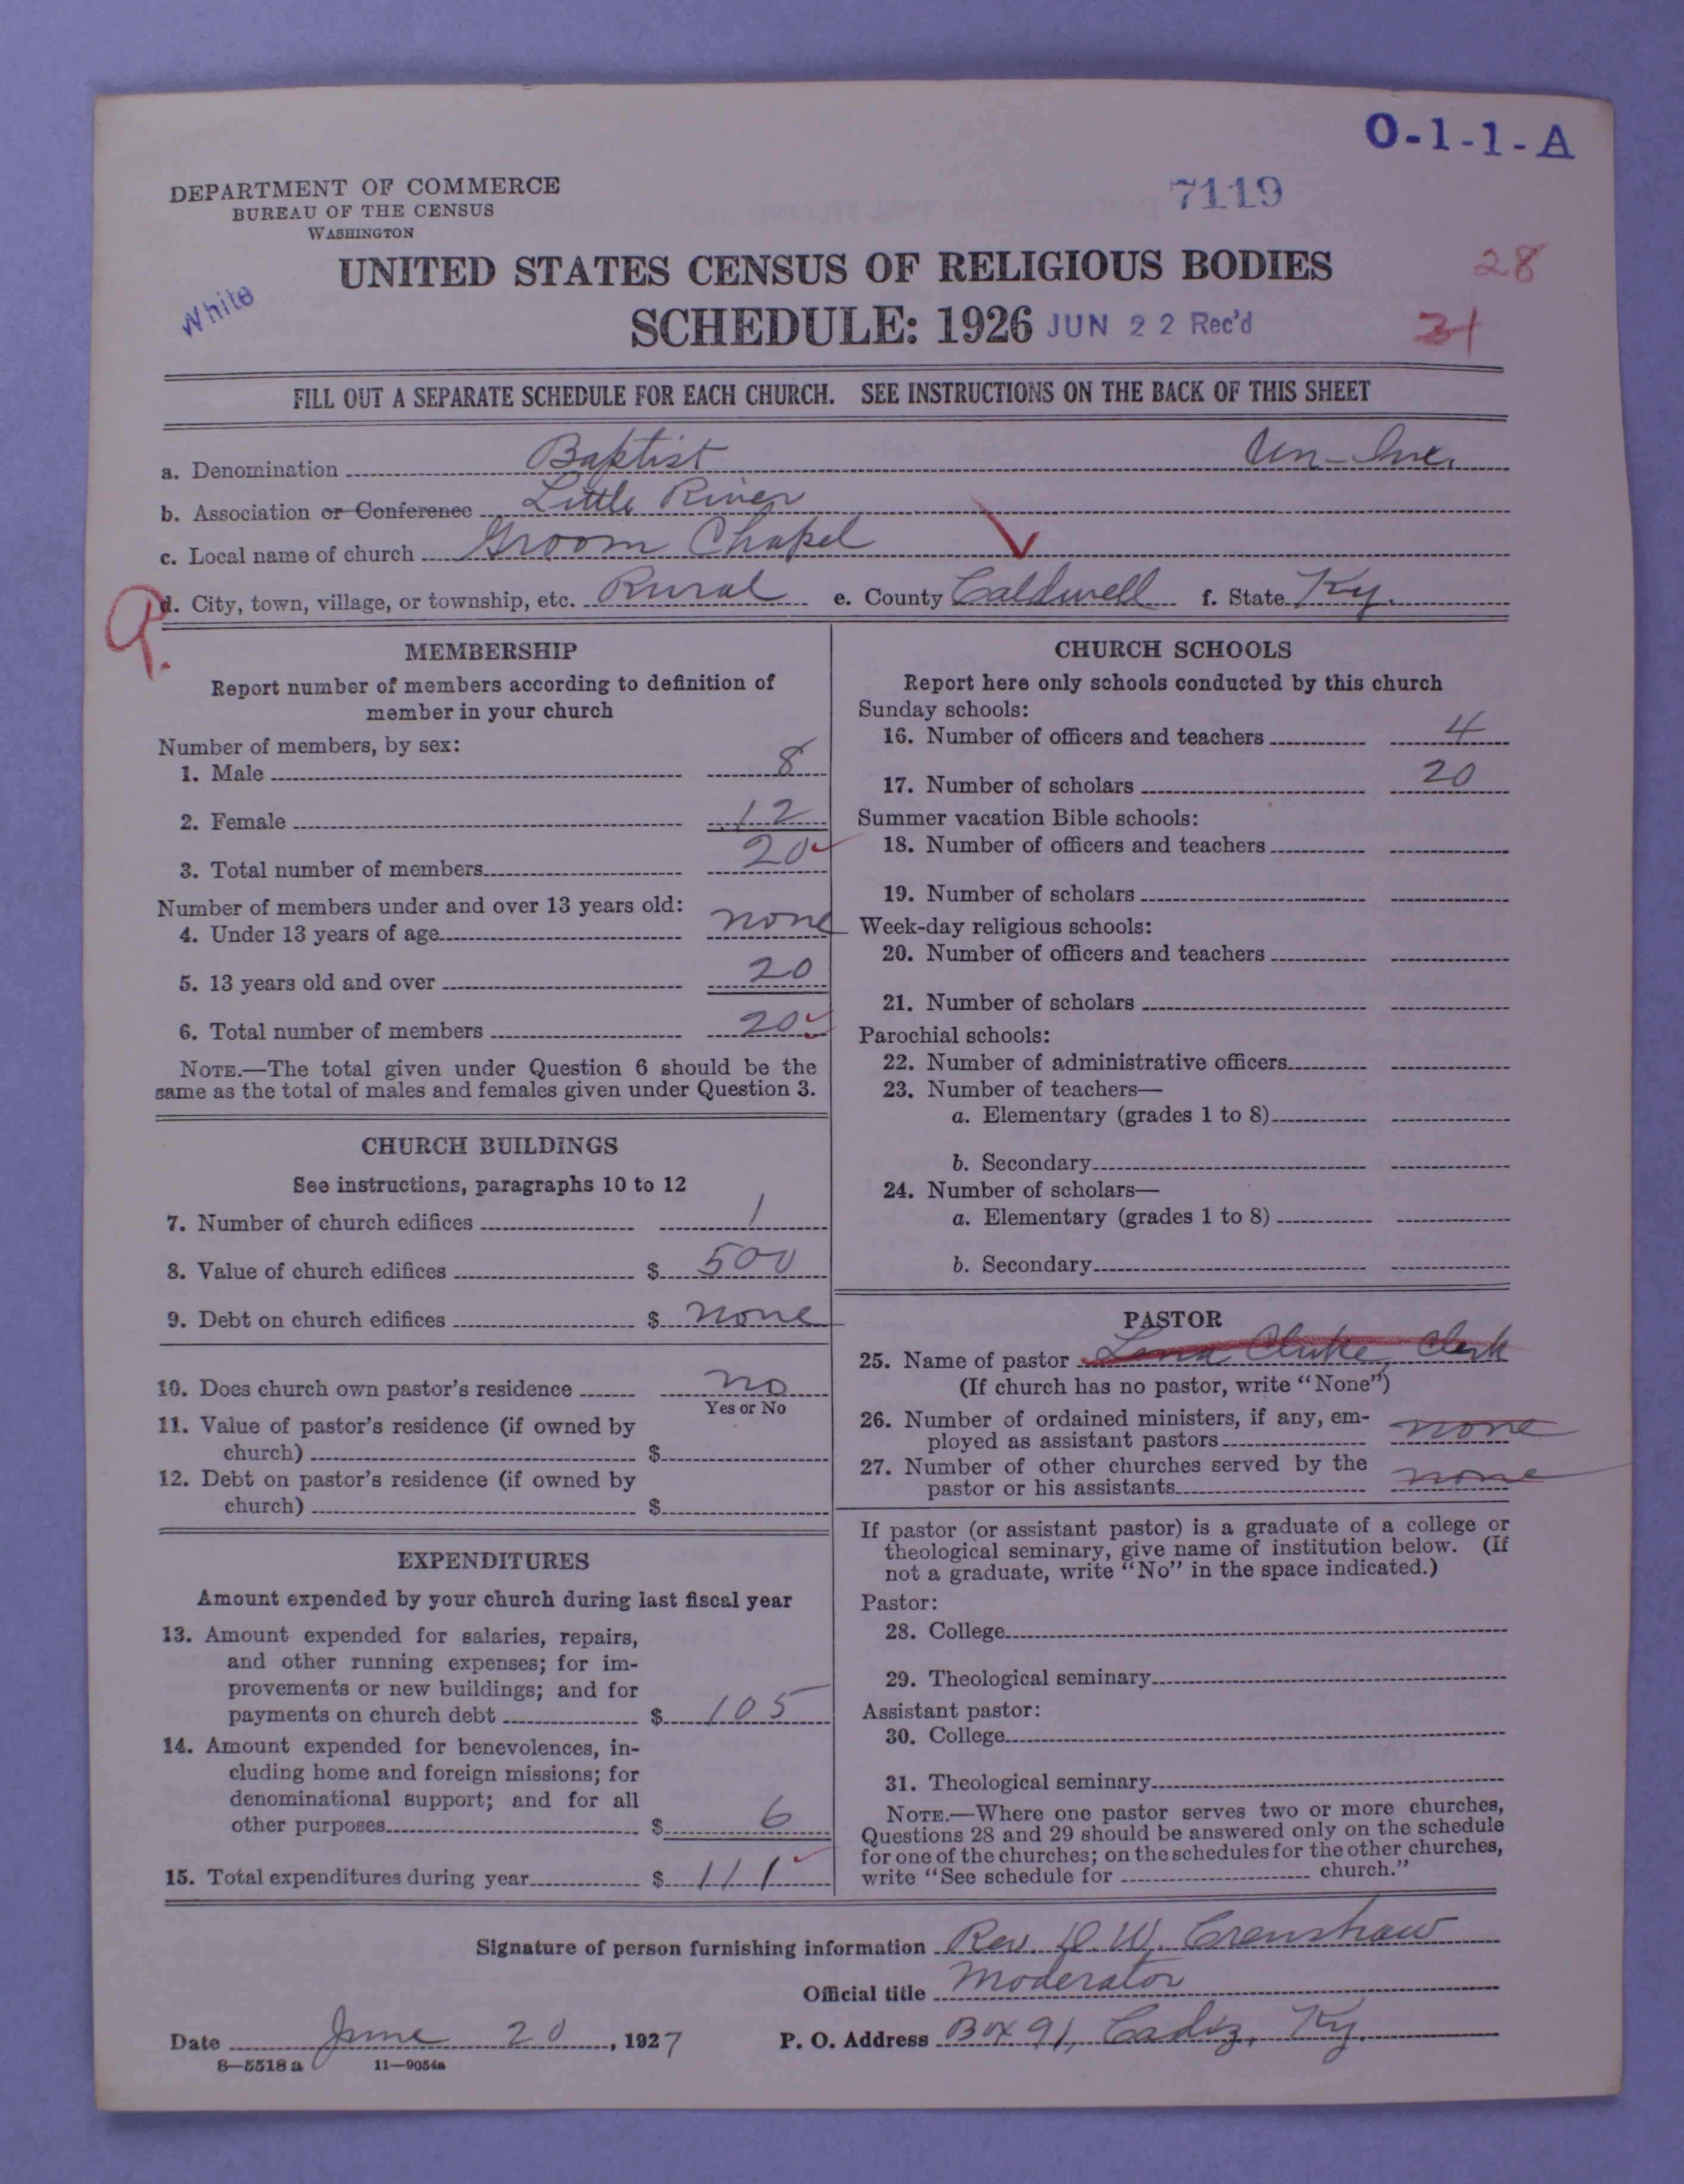 O-1-1-A
DEPARTMENT OF COMMERCE
BUREAU OF THE CENSUS
WASHINGTON
7119
UNITED STATES CENSUS OF RELIGIOUS BODIES
28
White
SCHEDULE: 1926 JUN 22 Rec'd
31
FILL OUT A SEPARATE SCHEDULE FOR EACH CHURCH. SEE INSTRUCTIONS ON THE BACK OF THIS SHEET
a. Denomination Baptist Un-Inc.
b. Association or Conference Little River
c. Local name of church Groom Chapel
d. City, town, village, or township, etc. Rural e. County Caldwell f. State Ky.
MEMBERSHIP
Report number of members according to definition of
member in your church
Number of members, by sex:
1. Male 8
2. Female 12
3. Total number of members 20
Number of members under and over 13 years old:
4. Under 13 years of age none
5. 13 years old and over 20
6. Total number of members 20
NOTE.—The total given under Question 6 should be the
same as the total of males and females given under Question 3.
CHURCH BUILDINGS
See instructions, paragraphs 10 to 12
7. Number of church edifices 1
8. Value of church edifices $ 500
9. Debt on church edifices $ none
10. Does church own pastor's residence no
Yes or No
11. Value of pastor's residence (if owned by
church) $
12. Debt on pastor's residence (if owned by
church) $
EXPENDITURES
Amount expended by your church during last fiscal year
13. Amount expended for salaries, repairs,
and other running expenses; for im-
provements or new buildings; and for
payments on church debt $ 105
14. Amount expended for benevolences, in-
cluding home and foreign missions; for
denominational support; and for all
other purposes $ 6
15. Total expenditures during year $ 111
CHURCH SCHOOLS
Report here only schools conducted by this church
Sunday schools:
16. Number of officers and teachers 4
17. Number of scholars 20
Summer vacation Bible schools:
18. Number of officers and teachers
19. Number of scholars
Week-day religious schools:
20. Number of officers and teachers
21. Number of scholars
Parochial schools:
22. Number of administrative officers
23. Number of teachers—
a. Elementary (grades 1 to 8)
b. Secondary
24. Number of scholars—
a. Elementary (grades 1 to 8)
b. Secondary
PASTOR
25. Name of pastor Lena Clerk
(If church has no pastor, write "None")
26. Number of ordained ministers, if any, em-
ployed as assistant pastors none
27. Number of other churches served by the
pastor or his assistants none
If pastor (or assistant pastor) is a graduate of a college or
theological seminary, give name of institution below. (If
not a graduate, write "No" in the space indicated.)
Pastor:
28. College
29. Theological seminary
Assistant pastor:
30. College
31. Theological seminary
NOTE.—Where one pastor serves two or more churches,
Questions 28 and 29 should be answered only on the schedule
for one of the churches; on the schedules for the other churches,
write "See schedule for church."
Signature of person furnishing information Rev. D. W. Crenshaw
Official title Moderator
Date June 20, 1927 P. O. Address Box 91, Cadiz, Ky.
8—5518 a 11—9054a